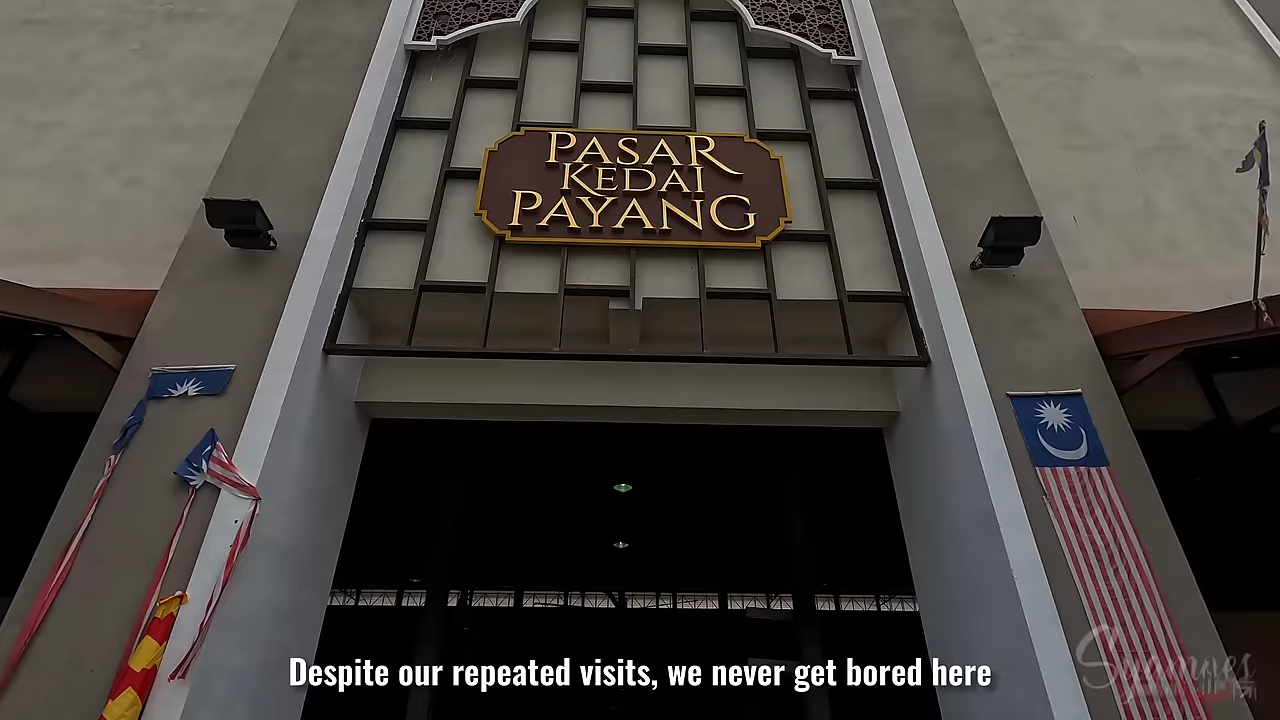 PASAR
KEDAI
PAYANG
Despite our repeated visits, we never get bored here